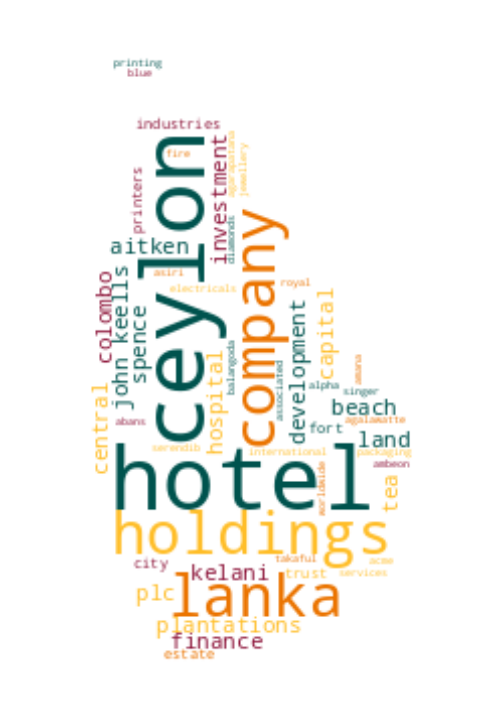 printing
blue
industries
ceylon
fire
investment
agarapatana
jewellery
printers
diamonds
company
aitken
asiri
electricals
royal
colombo
john keells
spence
hospital
balangoda
associated
development
capital
amana
alpha
singer
beach
agalawatte
central
abans
fort
land
serendib
international
packaging
hotel
worldwide
ambeon
tea
holdings
city
kelani
takaful
trust
acme
services
plc
lanka
plantations
finance
estate